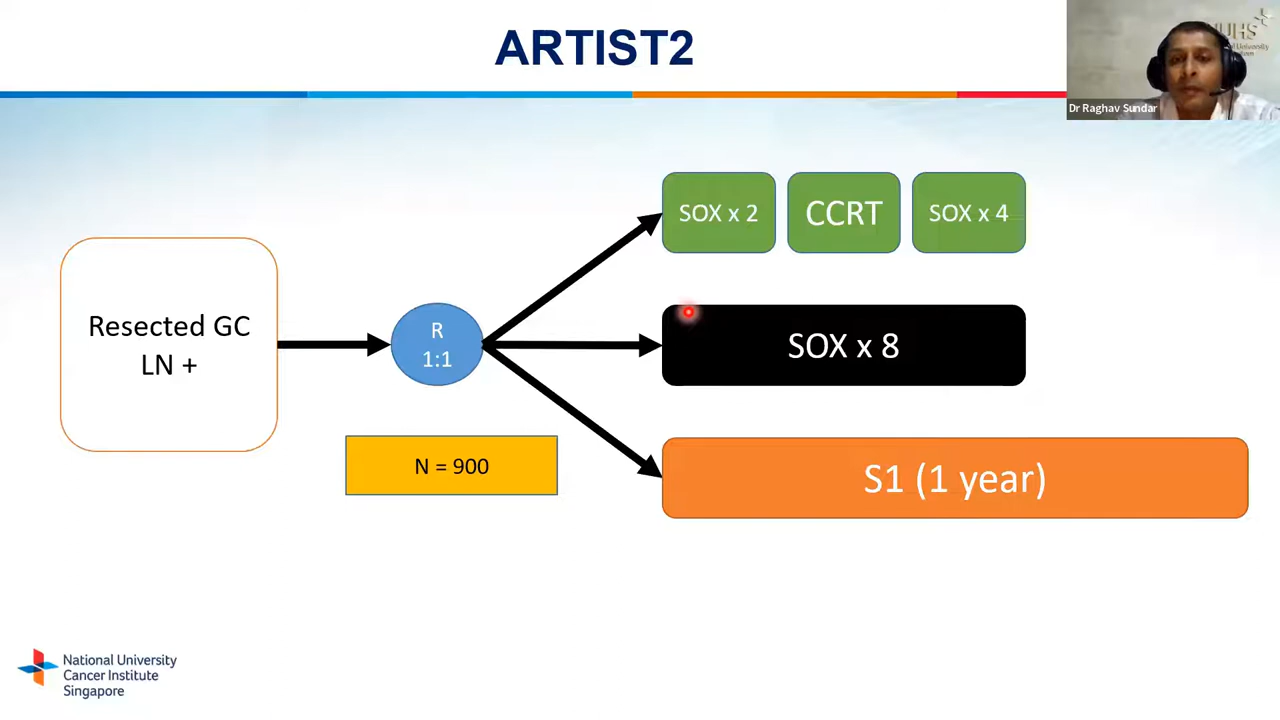 ARTIST2
Dr Raghav Sundar
SOX x 2
CCRT
SOX x 4
Resected GC
LN +
R
1:1
SOX x 8
N = 900
S1 (1 year)
National University
Cancer Institute
Singapore